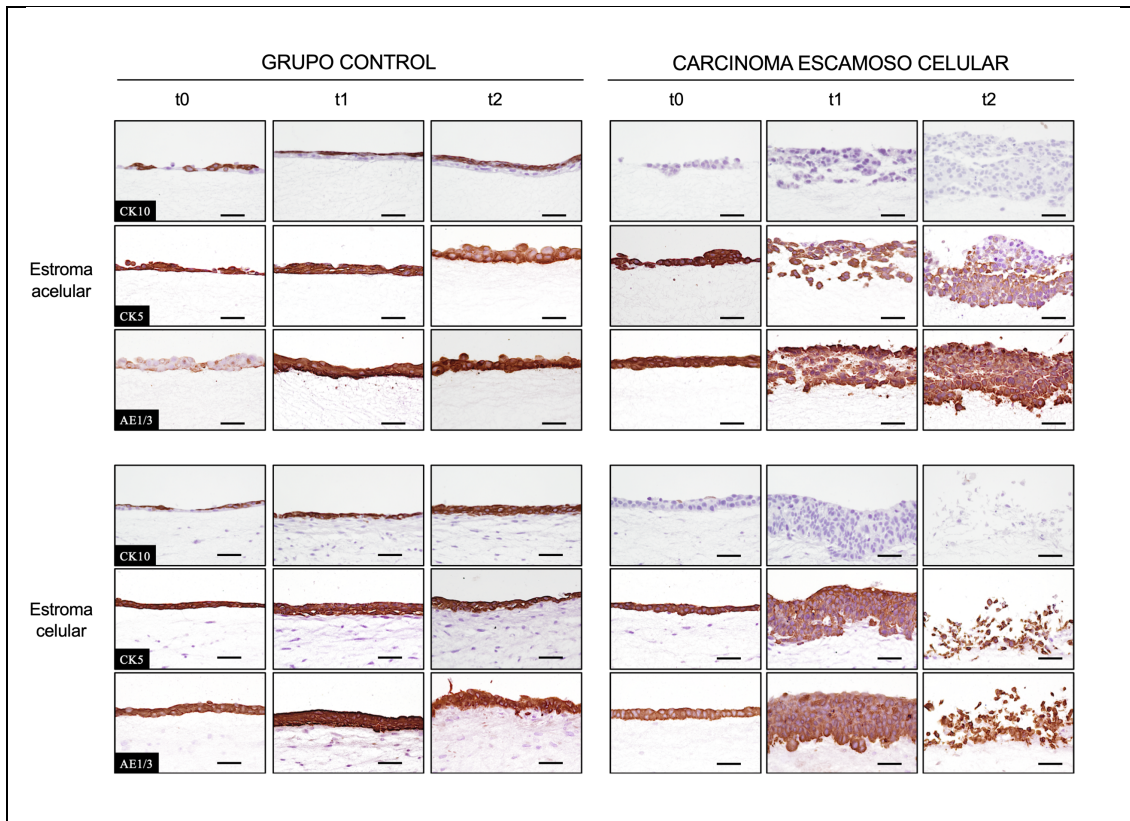 GRUPO CONTROL
CARCINOMA ESCAMOSO CELULAR
t0 t1 t2
t0 t1 t2
Estroma
acelular
CK10
CK5
AE1/3
Estroma
celular
CK10
CK5
AE1/3